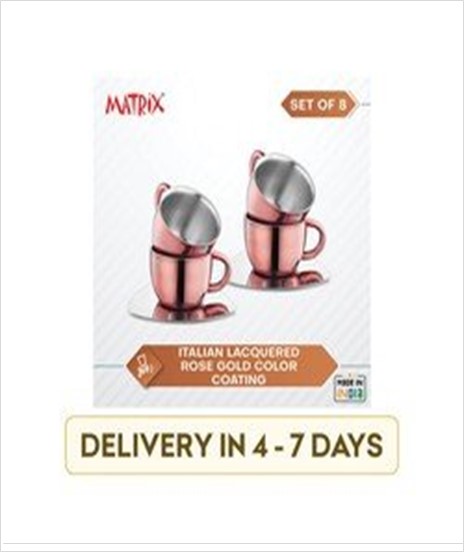 MATRIX
SET OF 8
ITALIAN LACQUERED
ROSE GOLD COLOR
COATING
MADE IN
INDIA
DELIVERY IN 4 - 7 DAYS